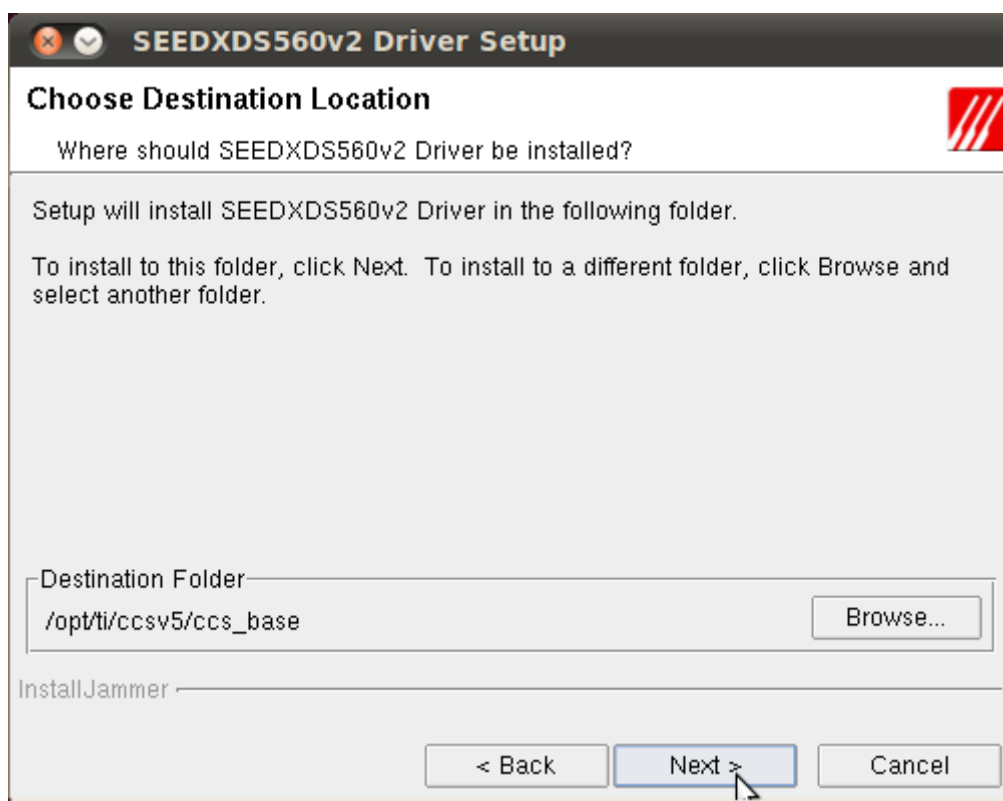 SEEDXDS560v2 Driver Setup
Choose Destination Location
Where should SEEDXDS560v2 Driver be installed?
Setup will install SEEDXDS560v2 Driver in the following folder.
To install to this folder, click Next.  To install to a different folder, click Browse and
select another folder.
Destination Folder
/opt/ti/ccsv5/ccs_base
Browse...
InstallJammer
< Back
Next >
Cancel